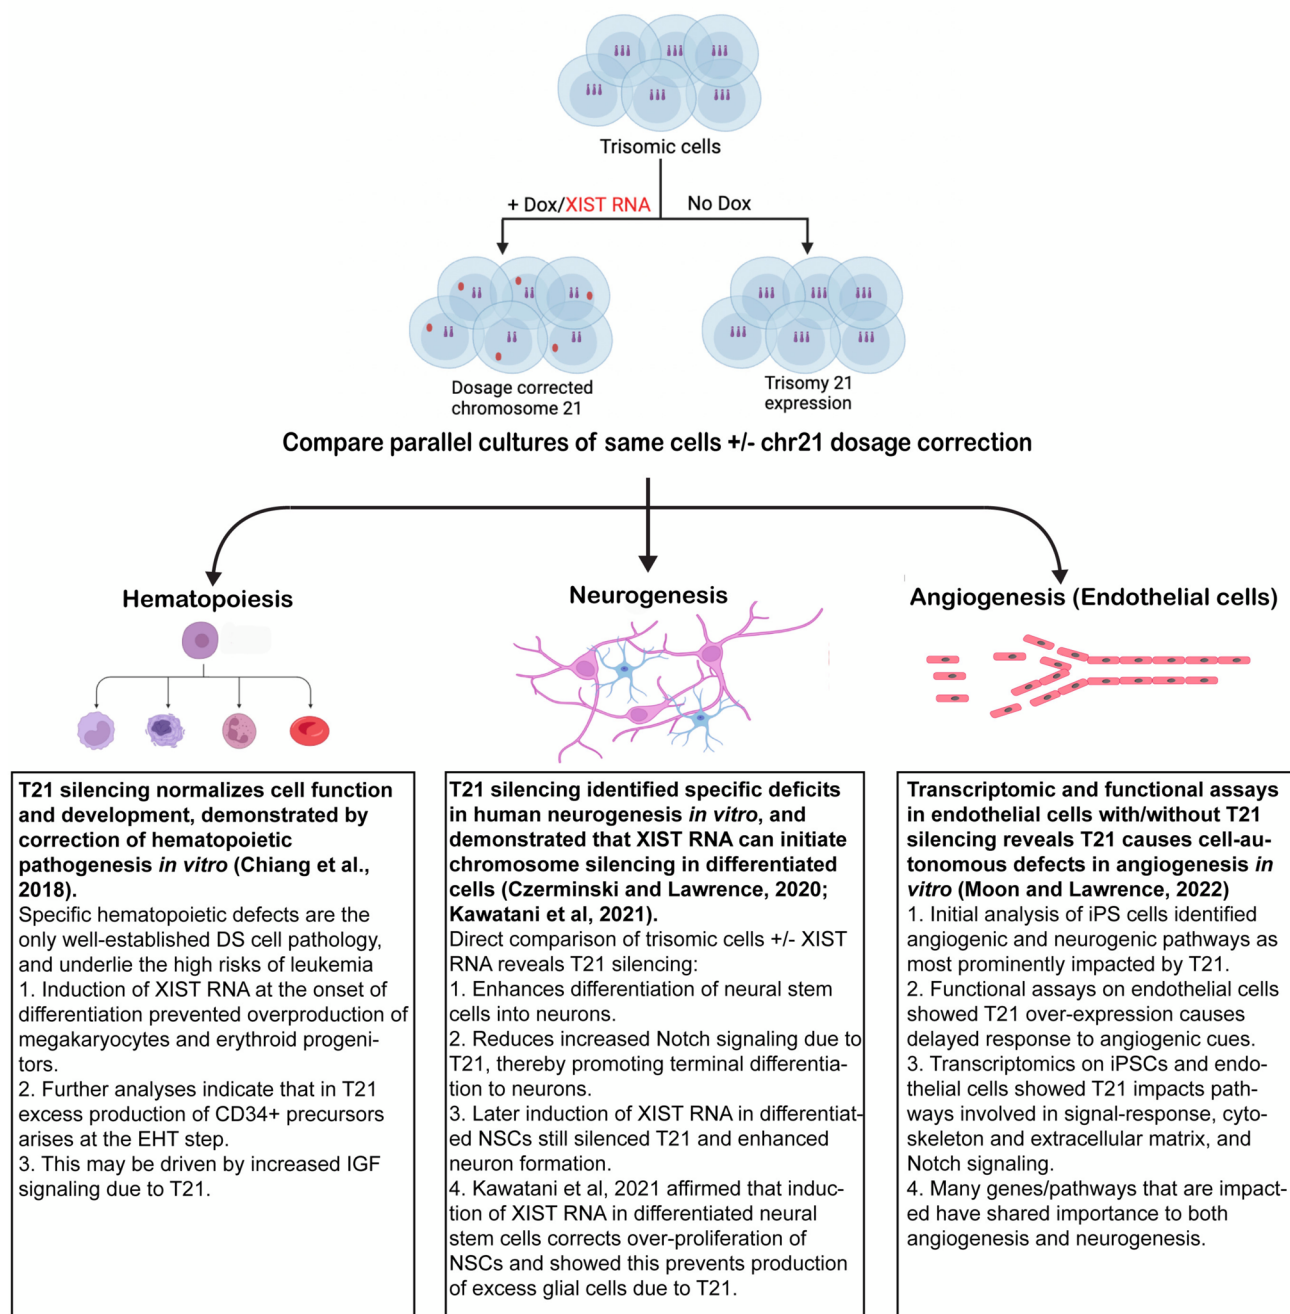 Trisomic cells
+ Dox/XIST RNA
No Dox
Dosage corrected
chromosome 21
Trisomy 21
expression
Compare parallel cultures of same cells +/- chr21 dosage correction
Hematopoiesis
T21 silencing normalizes cell function
and development, demonstrated by
correction of hematopoietic
pathogenesis in vitro (Chiang et al.,
2018).
Specific hematopoietic defects are the
only well-established DS cell pathology,
and underlie the high risks of leukemia
1. Induction of XIST RNA at the onset of
differentiation prevented overproduction of
megakaryocytes and erythroid progeni-
tors.
2. Further analyses indicate that in T21
excess production of CD34+ precursors
arises at the EHT step.
3. This may be driven by increased IGF
signaling due to T21.
Neurogenesis
T21 silencing identified specific deficits
in human neurogenesis in vitro, and
demonstrated that XIST RNA can initiate
chromosome silencing in differentiated
cells (Czerminski and Lawrence, 2020;
Kawatani et al, 2021).
Direct comparison of trisomic cells +/- XIST
RNA reveals T21 silencing:
1. Enhances differentiation of neural stem
cells into neurons.
2. Reduces increased Notch signaling due to
T21, thereby promoting terminal differentia-
tion to neurons.
3. Later induction of XIST RNA in differentiat-
ed NSCs still silenced T21 and enhanced
neuron formation.
4. Kawatani et al, 2021 affirmed that induc-
tion of XIST RNA in differentiated neural
stem cells corrects over-proliferation of
NSCs and showed this prevents production
of excess glial cells due to T21.
Angiogenesis (Endothelial cells)
Transcriptomic and functional assays
in endothelial cells with/without T21
silencing reveals T21 causes cell-au-
tonomous defects in angiogenesis in
vitro (Moon and Lawrence, 2022)
1. Initial analysis of iPS cells identified
angiogenic and neurogenic pathways as
most prominently impacted by T21.
2. Functional assays on endothelial cells
showed T21 over-expression causes
delayed response to angiogenic cues.
3. Transcriptomics on iPSCs and endo-
thelial cells showed T21 impacts path-
ways involved in signal-response, cyto-
skeleton and extracellular matrix, and
Notch signaling.
4. Many genes/pathways that are impact-
ed have shared importance to both
angiogenesis and neurogenesis.